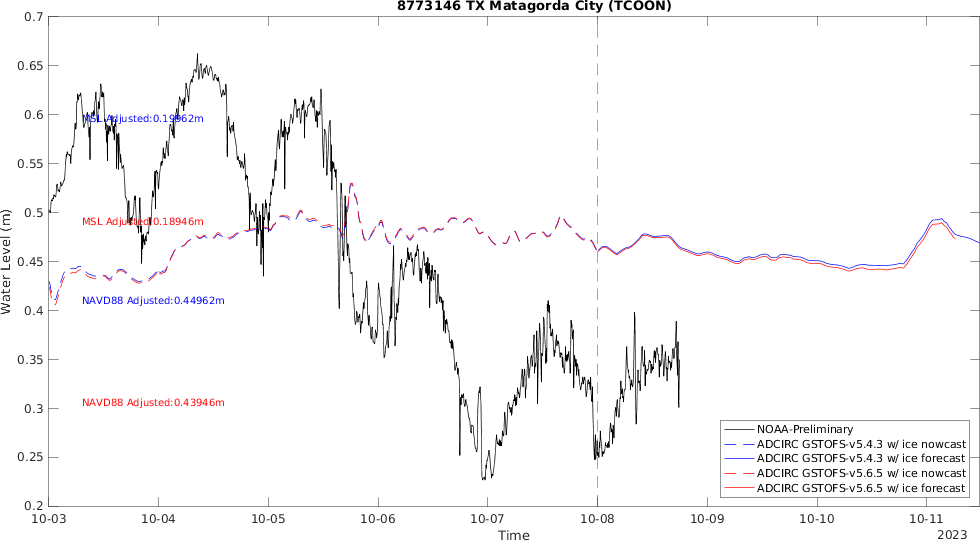 8773146 TX Matagorda City (TCOON)
0.7
0.65
0.6
0.55
0.5
0.45
0.4
0.35
0.3
0.25
0.2
Water Level (m)
MSL Adjusted:0.19962m
MSL Adjusted:0.18946m
NAVD88 Adjusted:0.44962m
NAVD88 Adjusted:0.43946m
NOAA-Preliminary
ADCIRC GSTOFS-v5.4.3 w/ ice nowcast
ADCIRC GSTOFS-v5.4.3 w/ ice forecast
ADCIRC GSTOFS-v5.6.5 w/ ice nowcast
ADCIRC GSTOFS-v5.6.5 w/ ice forecast
10-03 10-04 10-05 10-06 10-07 10-08 10-09 10-10 10-11
Time
2023